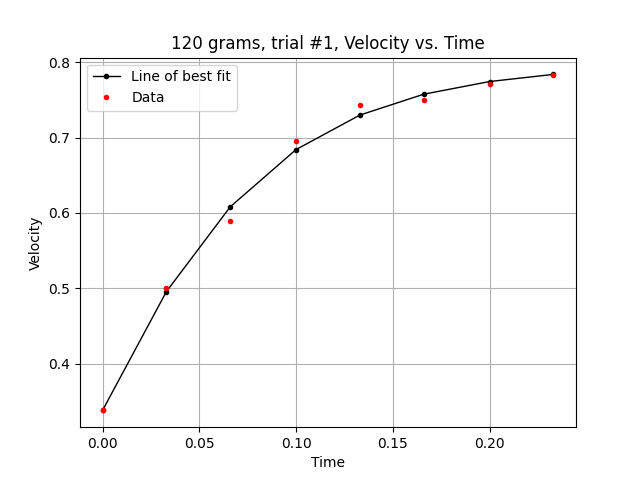 120 grams, trial #1, Velocity vs. Time
Line of best fit
Data
0.8
0.7
0.6
0.5
0.4
Velocity
0.00 0.05 0.10 0.15 0.20
Time